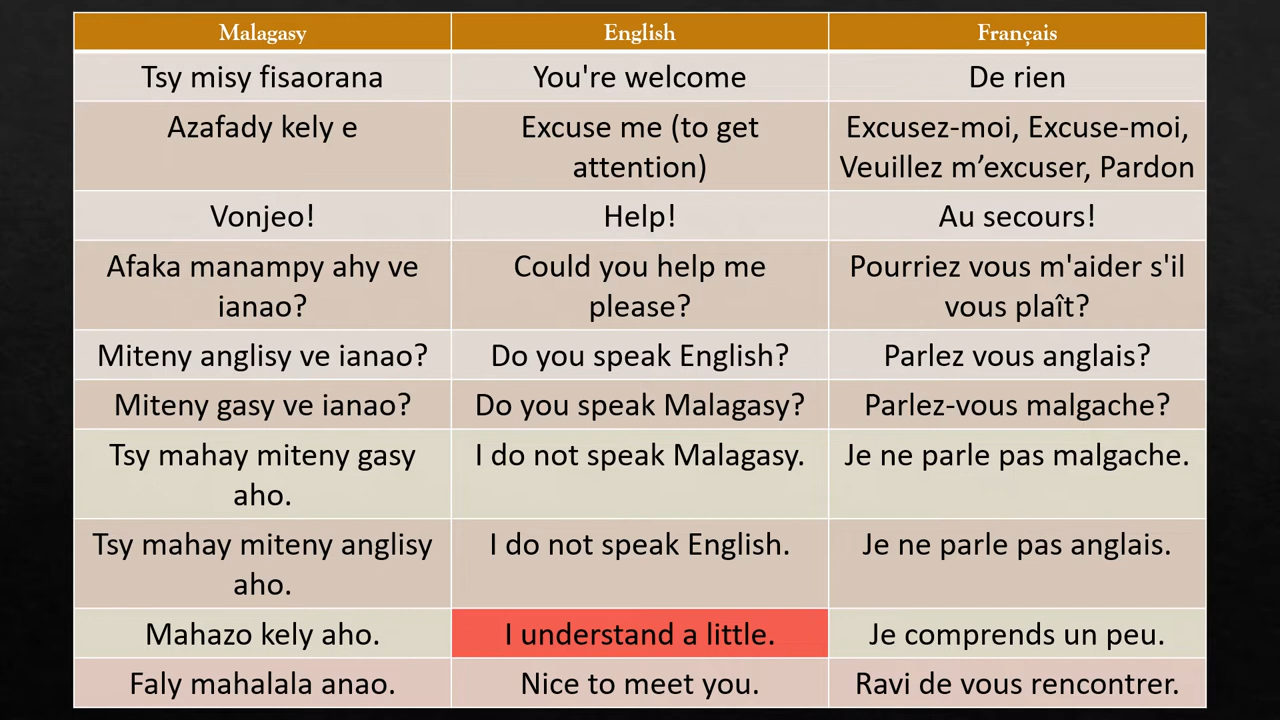 Malagasy English Français
Tsy misy fisaorana You're welcome De rien
Azafady kely e Excuse me (to get attention) Excusez-moi, Excuse-moi, Veuillez m’excuser, Pardon
Vonjeo! Help! Au secours!
Afaka manampy ahy ve ianao? Could you help me please? Pourriez vous m'aider s'il vous plaît?
Miteny anglisy ve ianao? Do you speak English? Parlez vous anglais?
Miteny gasy ve ianao? Do you speak Malagasy? Parlez-vous malgache?
Tsy mahay miteny gasy aho. I do not speak Malagasy. Je ne parle pas malgache.
Tsy mahay miteny anglisy aho. I do not speak English. Je ne parle pas anglais.
Mahazo kely aho. I understand a little. Je comprends un peu.
Faly mahalala anao. Nice to meet you. Ravi de vous rencontrer.